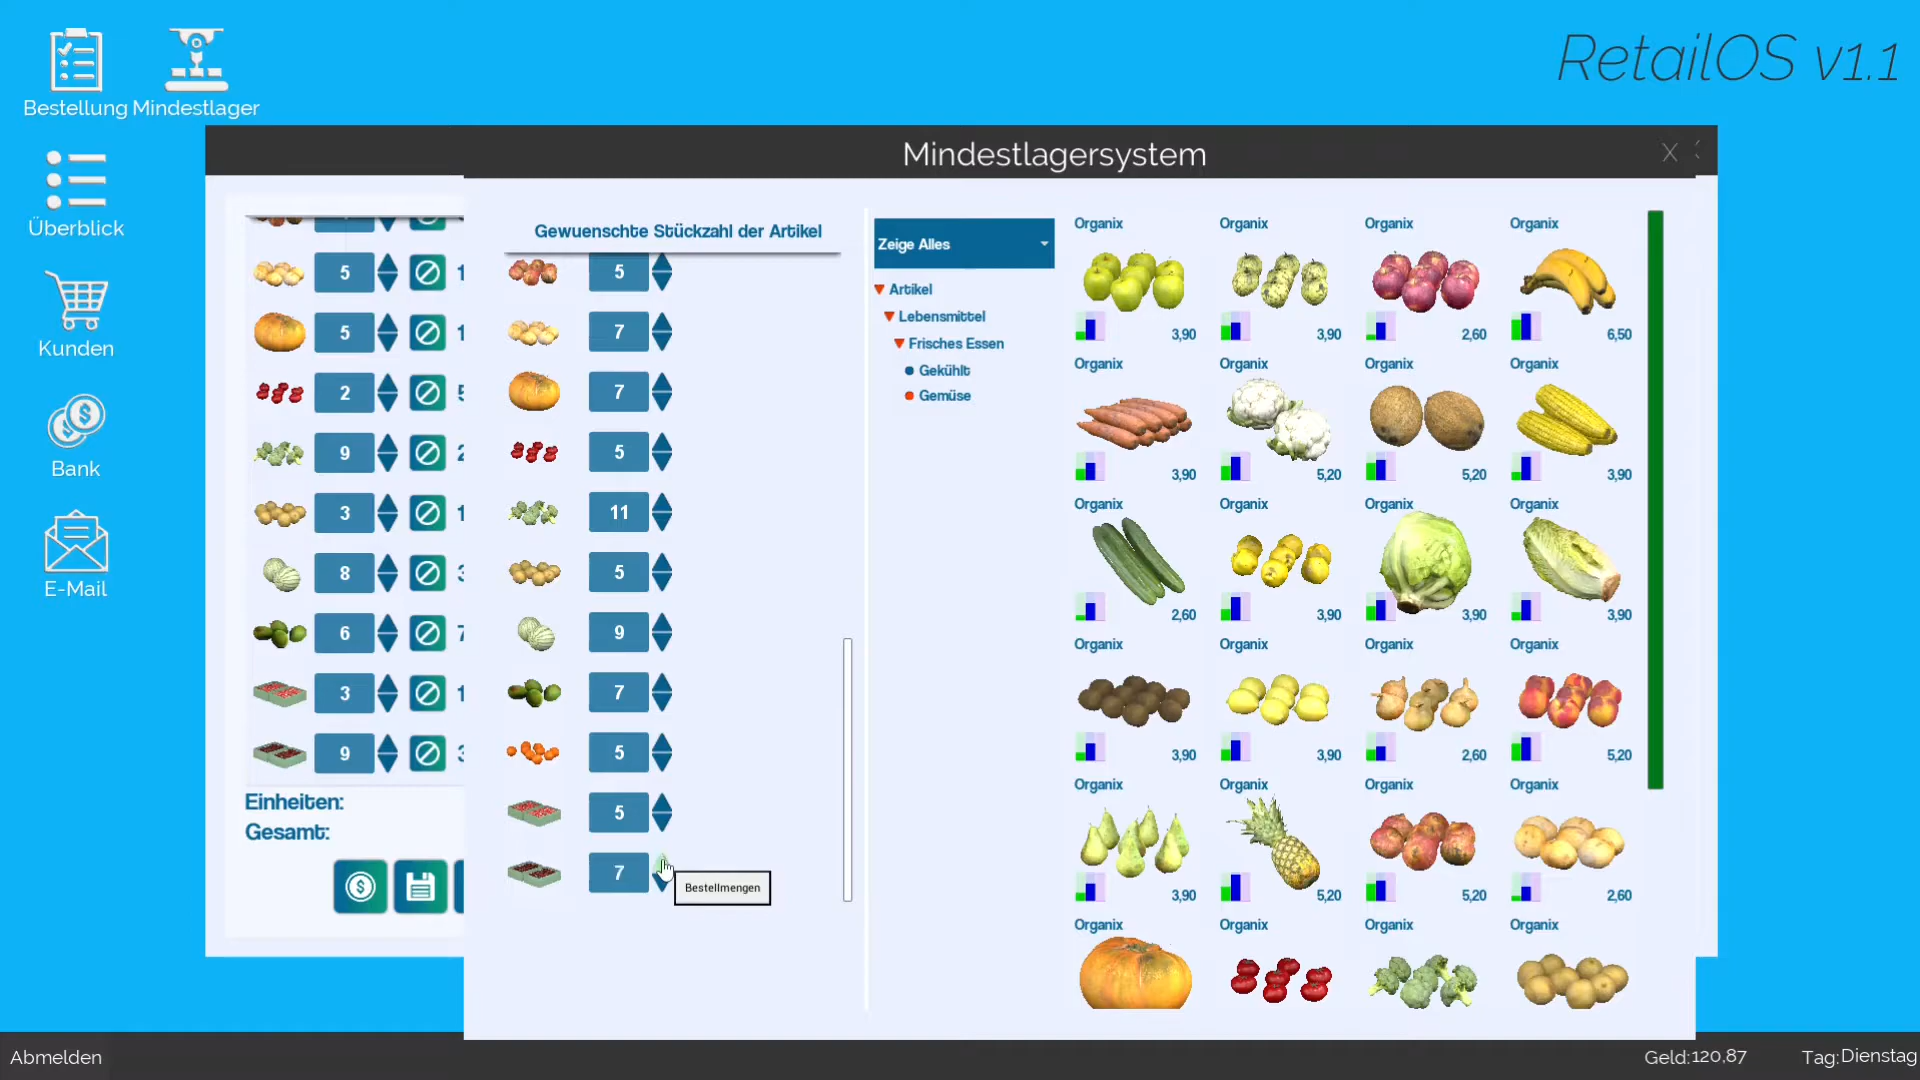 RetailOS v1.1
Bestellung
Mindestlager
Überblick
Kunden
Bank
E-Mail
Mindestlagersystem
X
5
5
2
9
3
8
6
3
9
Einheiten:
Gesamt:
Gewuenschte Stückzahl der Artikel
5
7
7
5
11
5
9
7
5
5
7
Bestellmengen
Zeige Alles
Artikel
Lebensmittel
Frisches Essen
Gekühlt
Gemüse
Organix Organix Organix Organix
3,90 3,90 2,60 6,50
Organix Organix Organix Organix
3,90 5,20 5,20 3,90
Organix Organix Organix Organix
2,60 3,90 3,90 3,90
Organix Organix Organix Organix
3,90 3,90 2,60 5,20
Organix Organix Organix Organix
3,90 5,20 5,20 2,60
Organix Organix Organix Organix
Abmelden
Geld:120,87
Tag:Dienstag